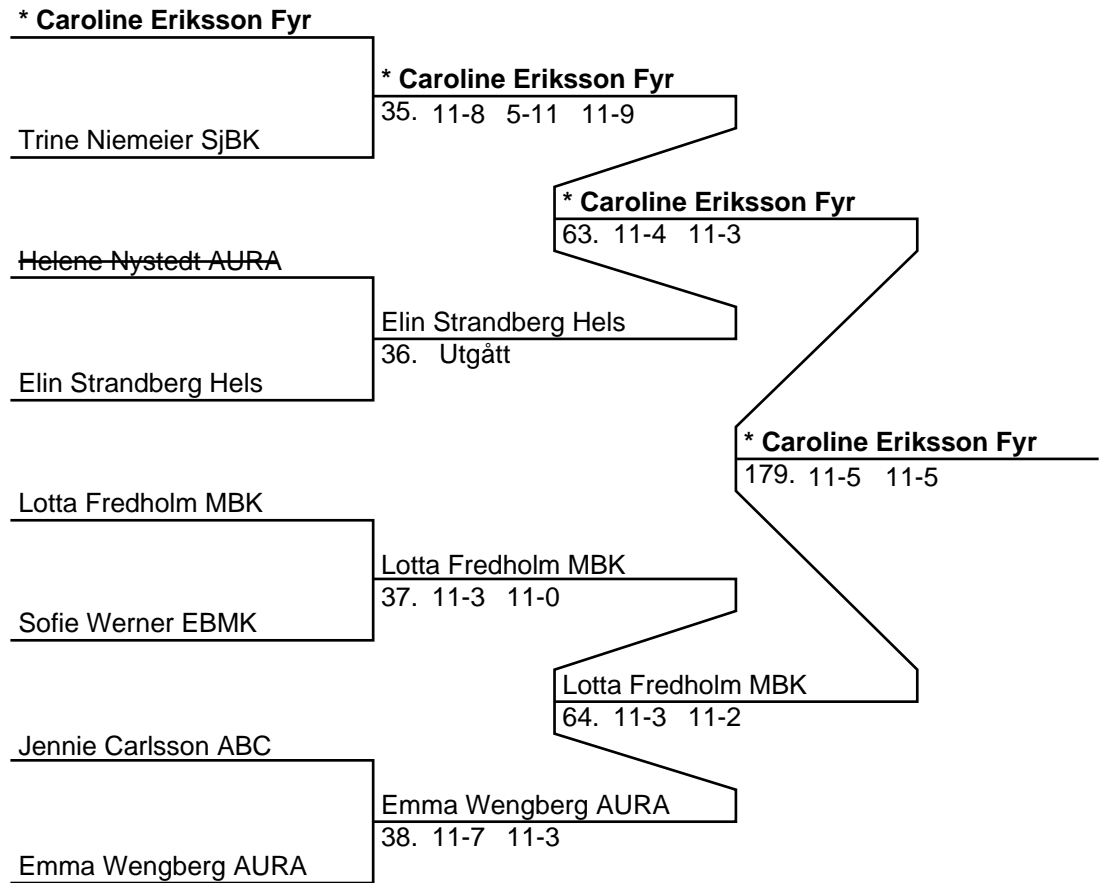 * Caroline Eriksson Fyr
* Caroline Eriksson Fyr
35. 11-8 5-11 11-9
Trine Niemeier SjBK
* Caroline Eriksson Fyr
63. 11-4 11-3
Helene Nystedt AURA
Elin Strandberg Hels
36. Utgått
Elin Strandberg Hels
* Caroline Eriksson Fyr
179. 11-5 11-5
Lotta Fredholm MBK
Lotta Fredholm MBK
37. 11-3 11-0
Sofie Werner EBMK
Lotta Fredholm MBK
64. 11-3 11-2
Jennie Carlsson ABC
Emma Wengberg AURA
38. 11-7 11-3
Emma Wengberg AURA